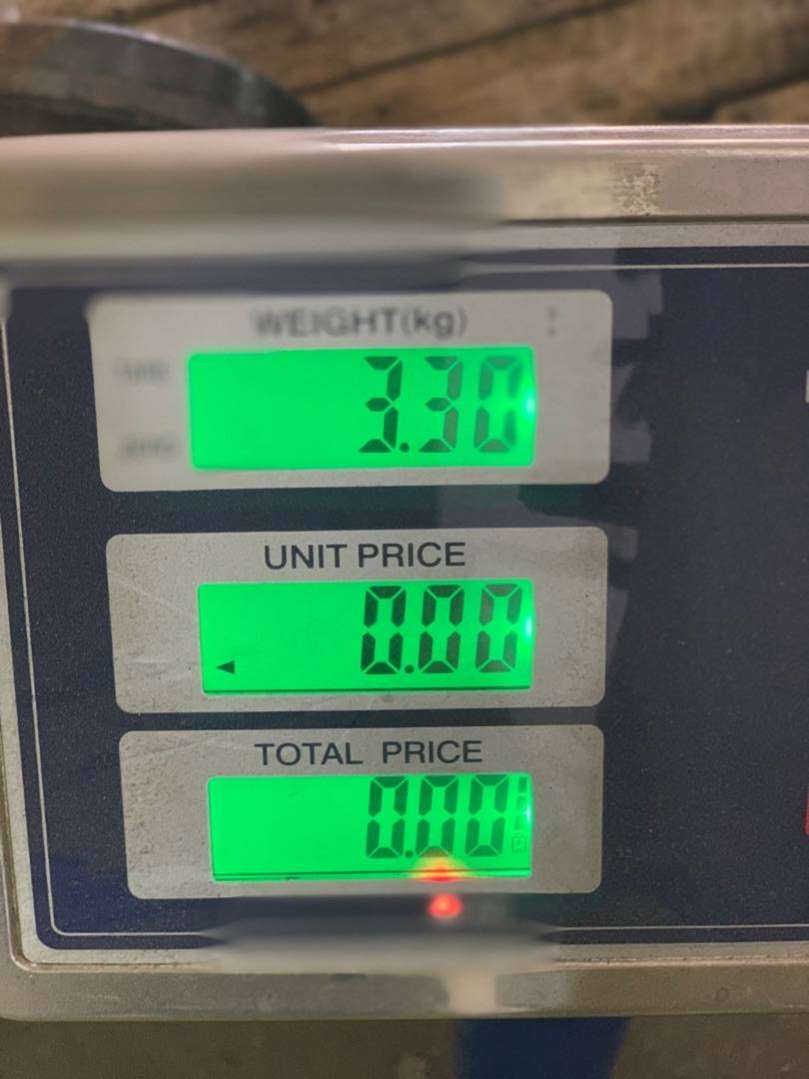 WEIGHT(kg)
3.30
UNIT PRICE
0.00
TOTAL PRICE
0.00